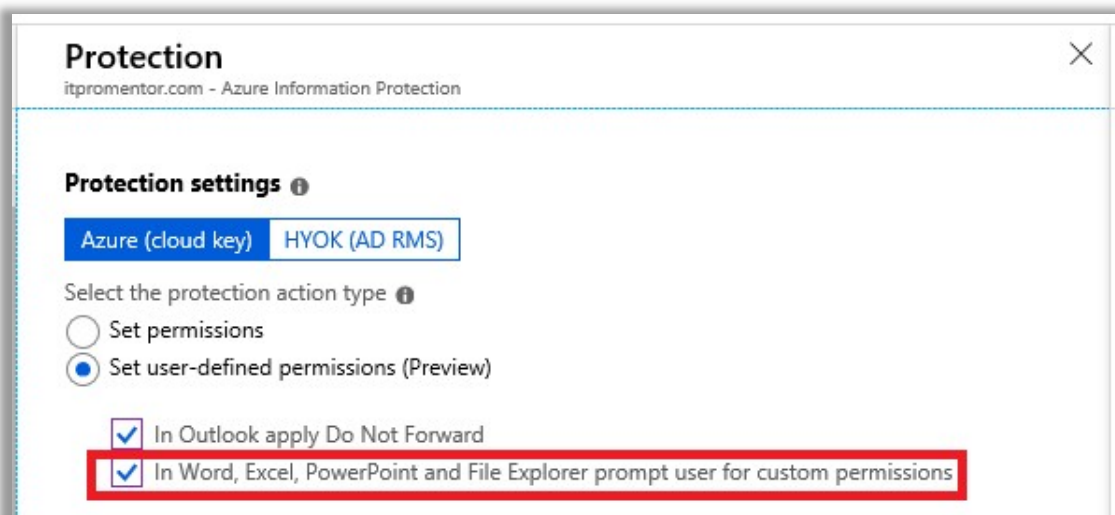 Protection
itpromentor.com - Azure Information Protection
Protection settings
Azure (cloud key) HYOK (AD RMS)
Select the protection action type
Set permissions
Set user-defined permissions (Preview)
In Outlook apply Do Not Forward
In Word, Excel, PowerPoint and File Explorer prompt user for custom permissions